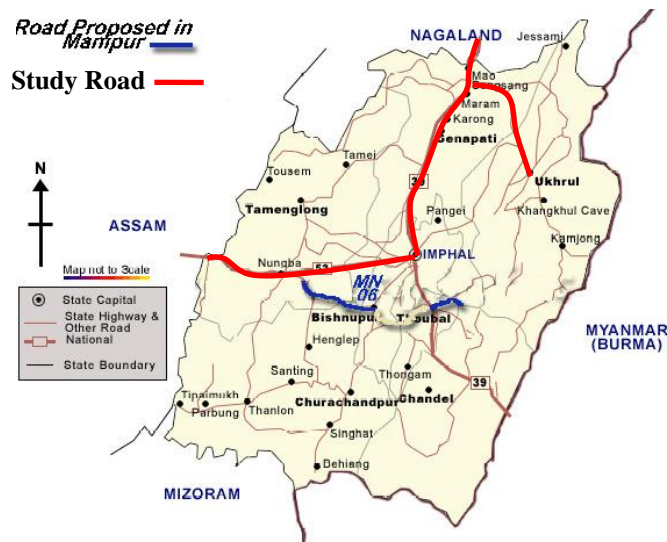 Road Proposed in
Manipur
Study Road
NAGALAND
Jessami
Mao
Maram
Karong
Senapati
N
Tamei
Tousem
39
Ukhrul
Tamenglong
Pangei
Khangkhul Cave
ASSAM
Kamjong
IMPHAL
Nungba
53
Map not to Scale
MN
06
State Capital
State Highway &
Other Road
National
State Boundary
Bishnupur
Thoubal
MYANMAR
(BURMA)
Henglep
Thongam
Santing
39
Churachandpur
Chandel
Tipaimukh
Parbung
Thanlon
Singhat
Behiang
MIZORAM